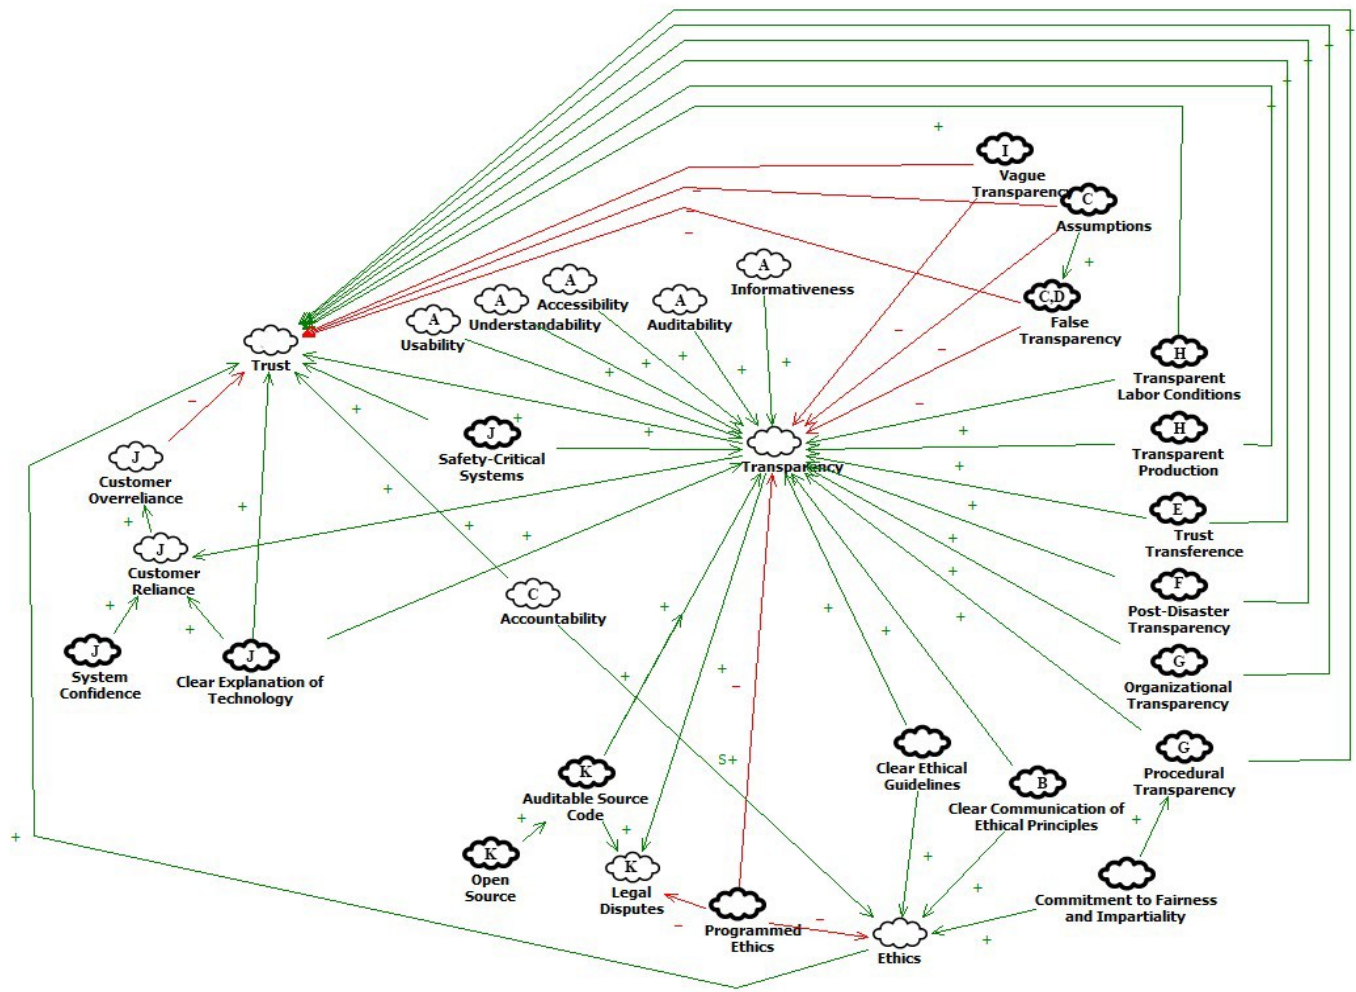 I
Vague
Transparency
C
Assumptions
A
Informativeness
A
Accessibility
A
Understandability
A
Auditability
A
Usability
C,D
False
Transparency
Trust
H
Transparent
Labor Conditions
J
Safety-Critical
Systems
H
Transparent
Production
Transparency
J
Customer
Overreliance
E
Trust
Transference
J
Customer
Reliance
F
Post-Disaster
Transparency
C
Accountability
J
System
Confidence
J
Clear Explanation of
Technology
G
Organizational
Transparency
G
Procedural
Transparency
Clear Ethical
Guidelines
S+
K
Auditable Source
Code
B
Clear Communication of
Ethical Principles
K
Open
Source
K
Legal
Disputes
Commitment to Fairness
and Impartiality
Programmed
Ethics
Ethics